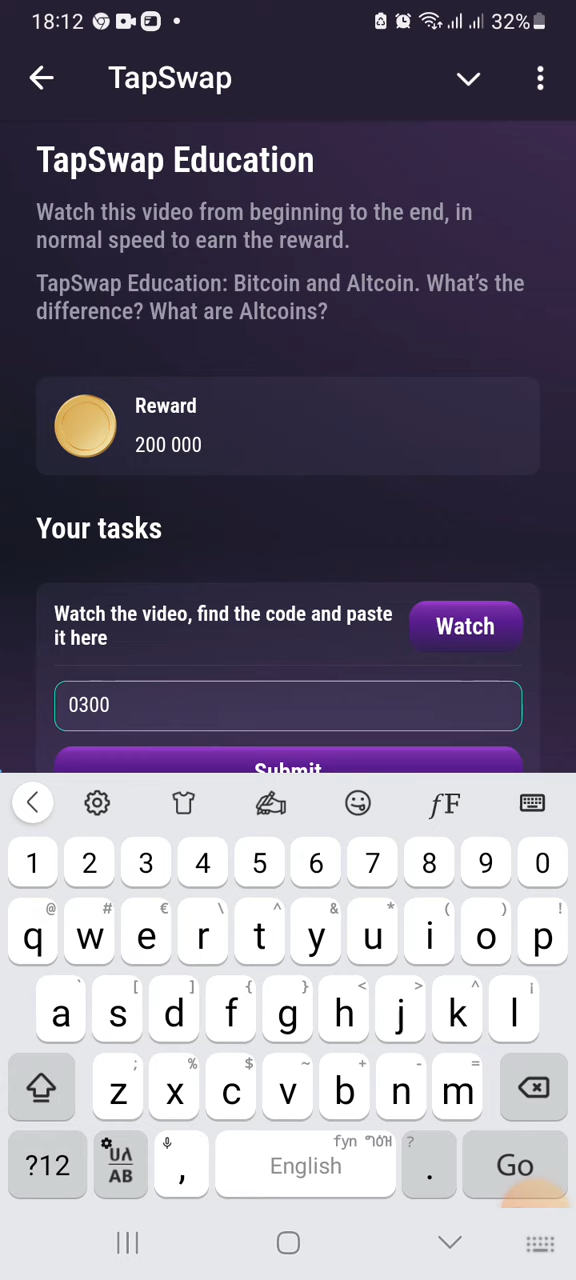 18:12
32%
TapSwap
TapSwap Education
Watch this video from beginning to the end, in
normal speed to earn the reward.
TapSwap Education: Bitcoin and Altcoin. What’s the
difference? What are Altcoins?
Reward
200 000
Your tasks
Watch the video, find the code and paste
it here
Watch
0300
Submit
fF
1 2 3 4 5 6 7 8 9 0
@ # € \ ^ & * ( ) !
q w e r t y u i o p
` [ ] { } < > ^ ¡
a s d f g h j k l
; % $ ~ + - =
z x c v b n m
?12
AB
,
English
?
.
Go